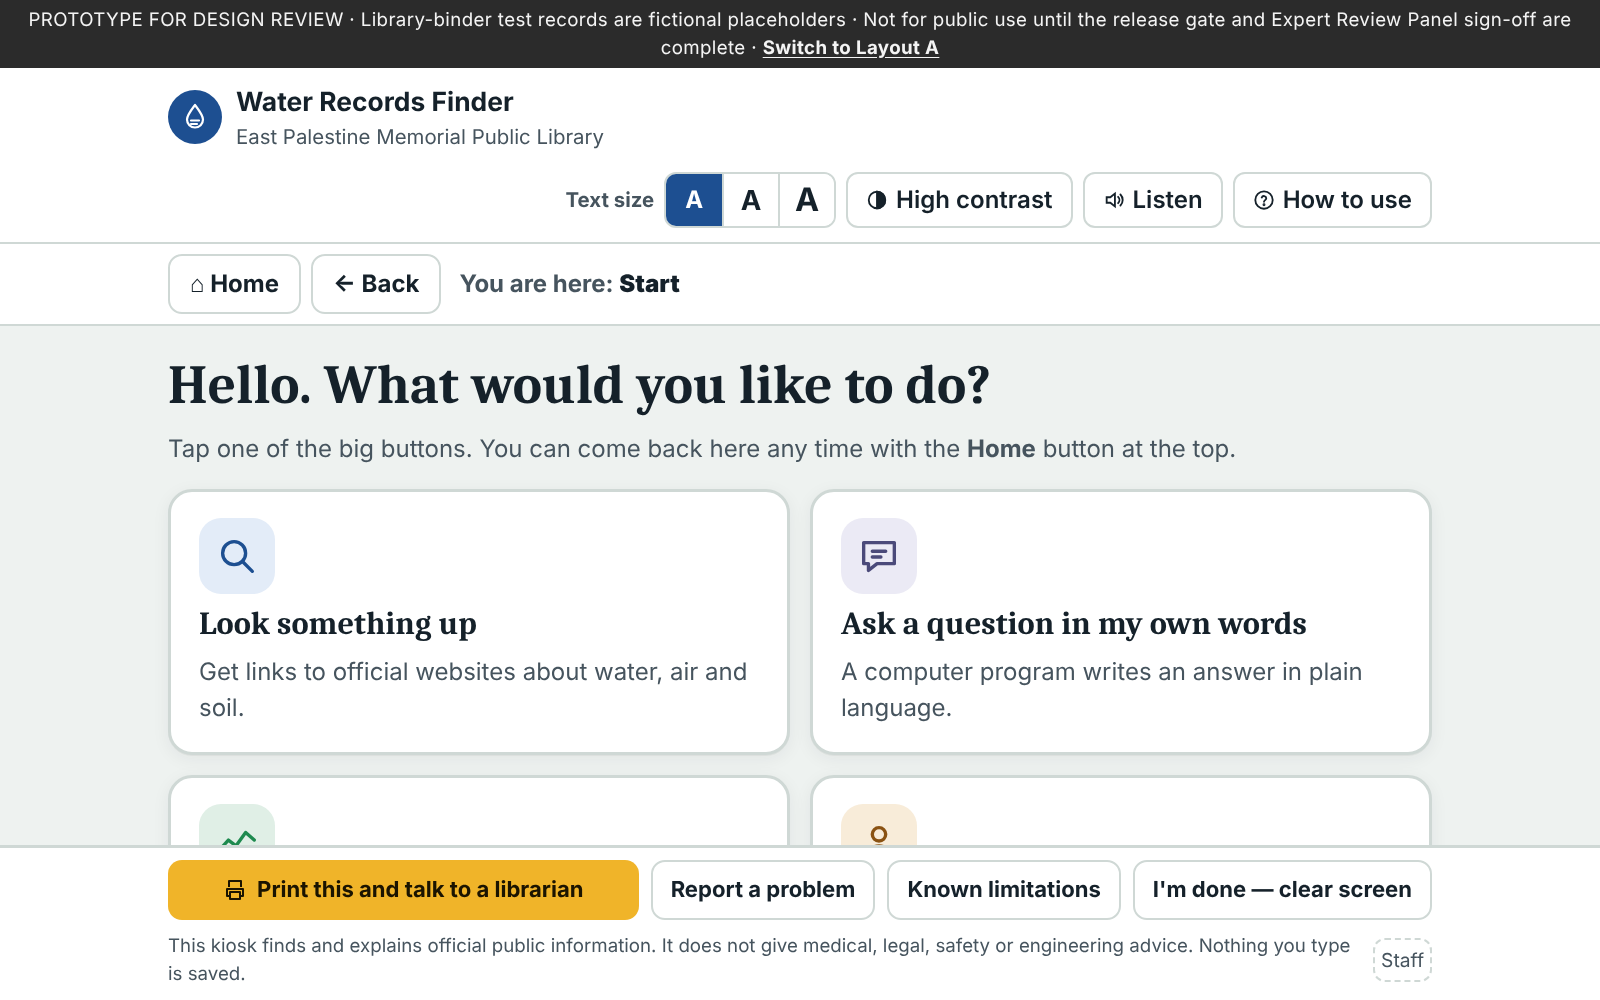 PROTOTYPE FOR DESIGN REVIEW · Library-binder test records are fictional placeholders · Not for public use until the release gate and Expert Review Panel sign-off are
complete · Switch to Layout A
Water Records Finder
East Palestine Memorial Public Library
Text size A A A High contrast Listen How to use
Home Back You are here: Start
Hello. What would you like to do?
Tap one of the big buttons. You can come back here any time with the Home button at the top.
Look something up
Get links to official websites about water, air and
soil.
Ask a question in my own words
A computer program writes an answer in plain
language.
Print this and talk to a librarian Report a problem Known limitations I'm done — clear screen
This kiosk finds and explains official public information. It does not give medical, legal, safety or engineering advice. Nothing you type
is saved.
Staff